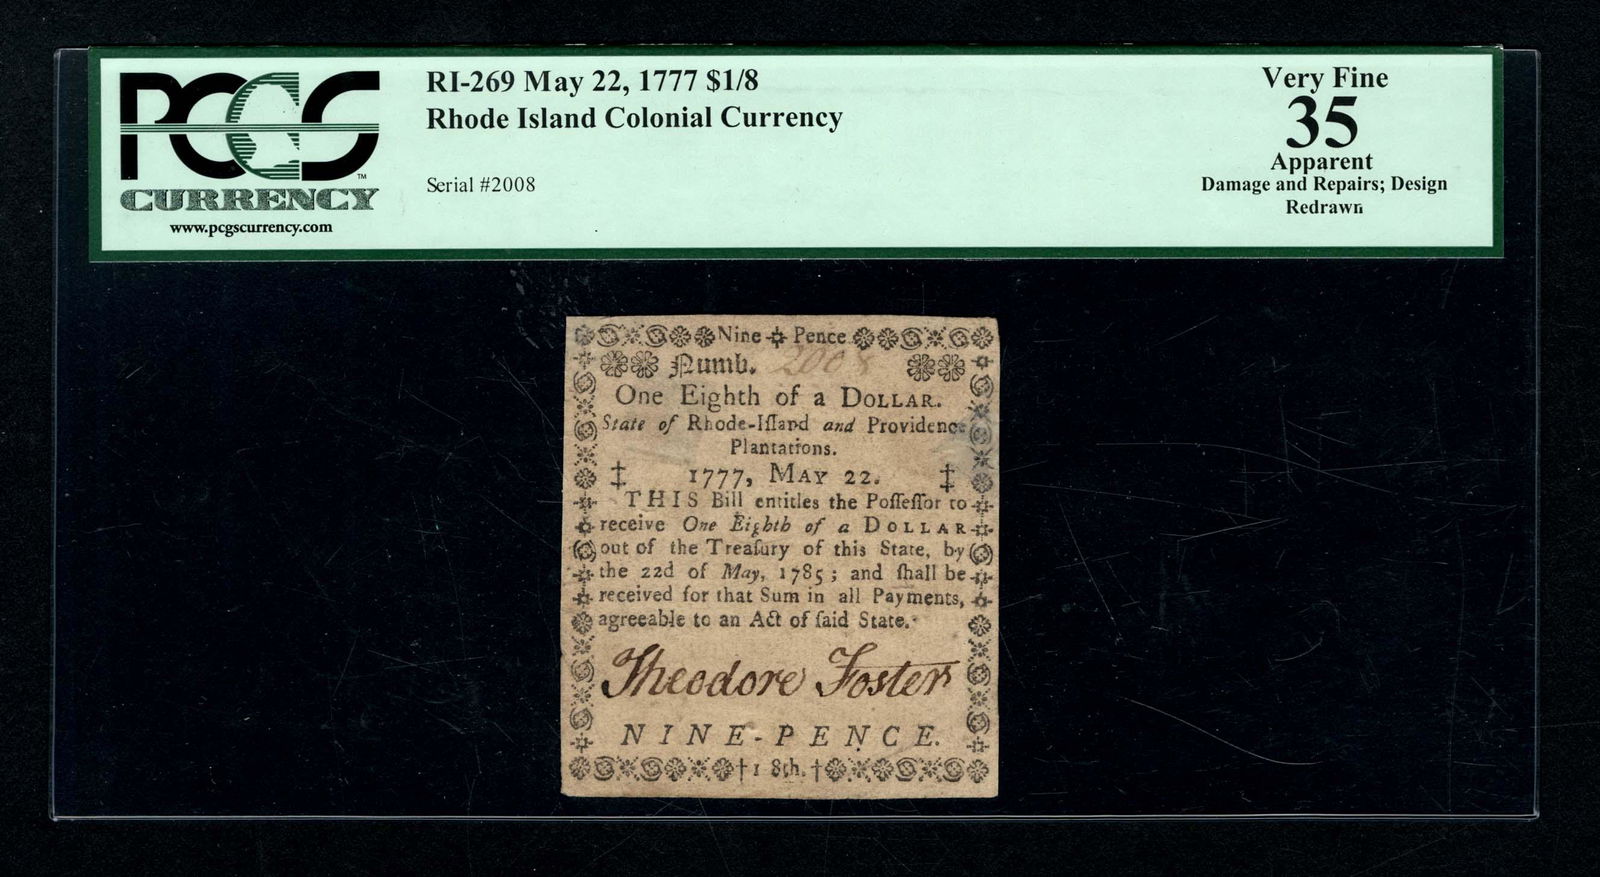 PCGS
CURRENCY
www.pcgscurrency.com
RI-269 May 22, 1777 $1/8
Rhode Island Colonial Currency
Serial #2008
Very Fine
35
Apparent
Damage and Repairs; Design
Redrawn
Nine Pence
Numb. 2008
One Eighth of a DOLLAR.
State of Rhode-Iſland and Providence
Plantations.
‡ 1777, MAY 22. ‡
THIS Bill entitles the Poſſeſſor to
receive One Eighth of a DOLLAR
out of the Treaſury of this State, by
the 22d of May, 1785; and ſhall be
received for that Sum in all Payments,
agreeable to an Act of ſaid State.
Theodore Foster
NINE-PENCE.
†1 8th.†